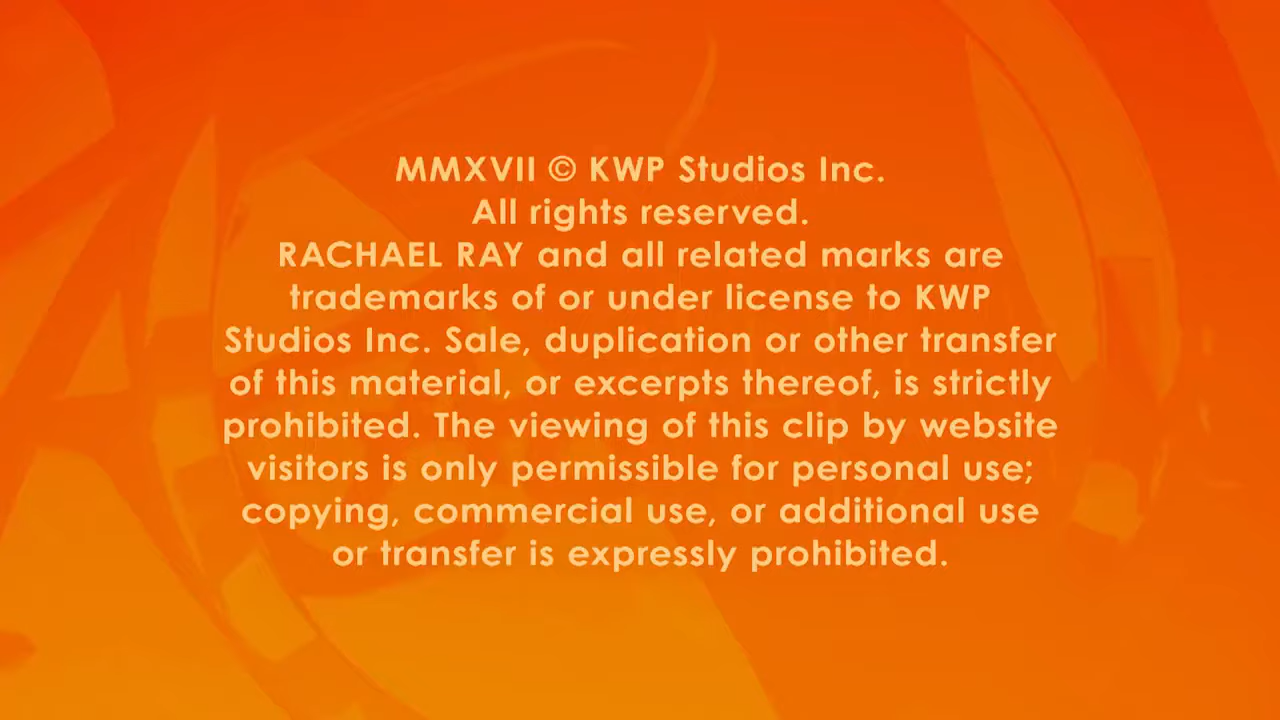 MMXVII © KWP Studios Inc.
All rights reserved.
RACHAEL RAY and all related marks are
trademarks of or under license to KWP
Studios Inc. Sale, duplication or other transfer
of this material, or excerpts thereof, is strictly
prohibited. The viewing of this clip by website
visitors is only permissible for personal use;
copying, commercial use, or additional use
or transfer is expressly prohibited.